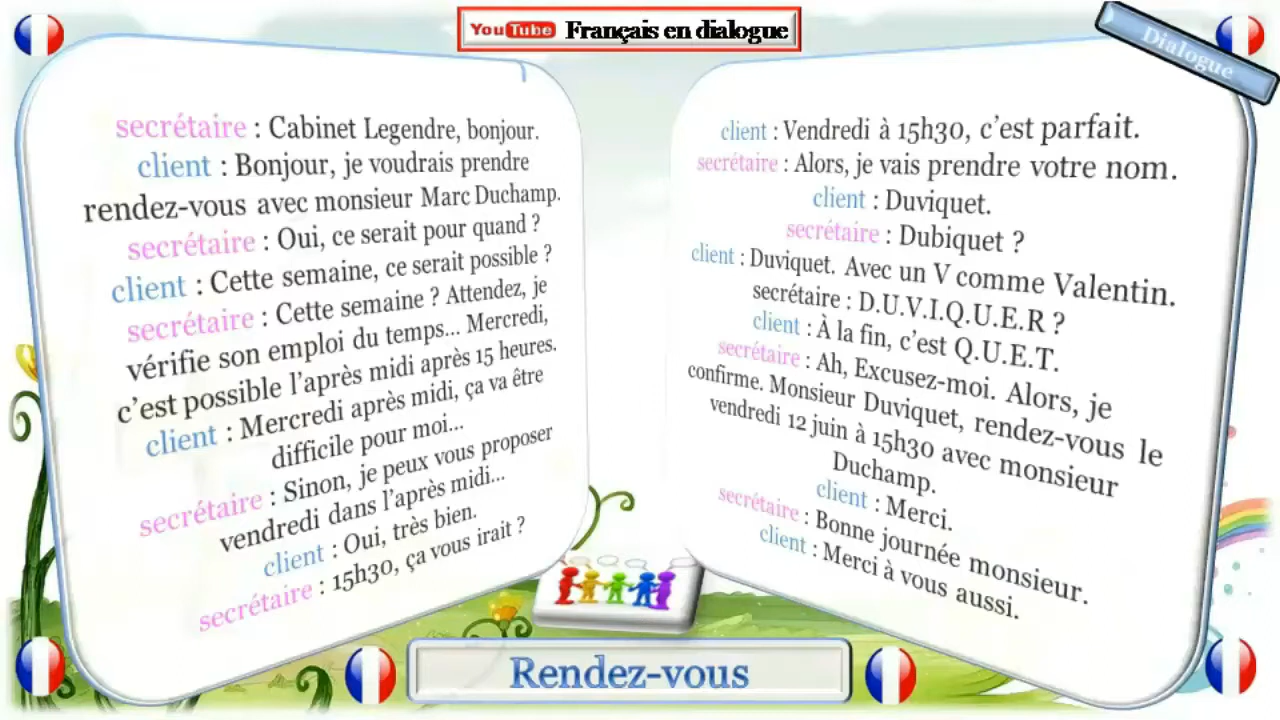 YouTube Français en dialogue
Dialogue
secrétaire : Cabinet Legendre, bonjour.
client : Bonjour, je voudrais prendre
rendez-vous avec monsieur Marc Duchamp.
secrétaire : Oui, ce serait pour quand ?
client : Cette semaine, ce serait possible ?
secrétaire : Cette semaine ? Attendez, je
vérifie son emploi du temps... Mercredi,
c’est possible l’après midi après 15 heures.
client : Mercredi après midi, ça va être
difficile pour moi...
secrétaire : Sinon, je peux vous proposer
vendredi dans l’après midi...
client : Oui, très bien.
secrétaire : 15h30, ça vous irait ?
client : Vendredi à 15h30, c’est parfait.
secrétaire : Alors, je vais prendre votre nom.
client : Duviquet.
secrétaire : Dubiquet ?
client : Duviquet. Avec un V comme Valentin.
secrétaire : D.U.V.I.Q.U.E.R ?
client : À la fin, c’est Q.U.E.T.
secrétaire : Ah, Excusez-moi. Alors, je
confirme. Monsieur Duviquet, rendez-vous le
vendredi 12 juin à 15h30 avec monsieur
Duchamp.
client : Merci.
secrétaire : Bonne journée monsieur.
client : Merci à vous aussi.
Rendez-vous